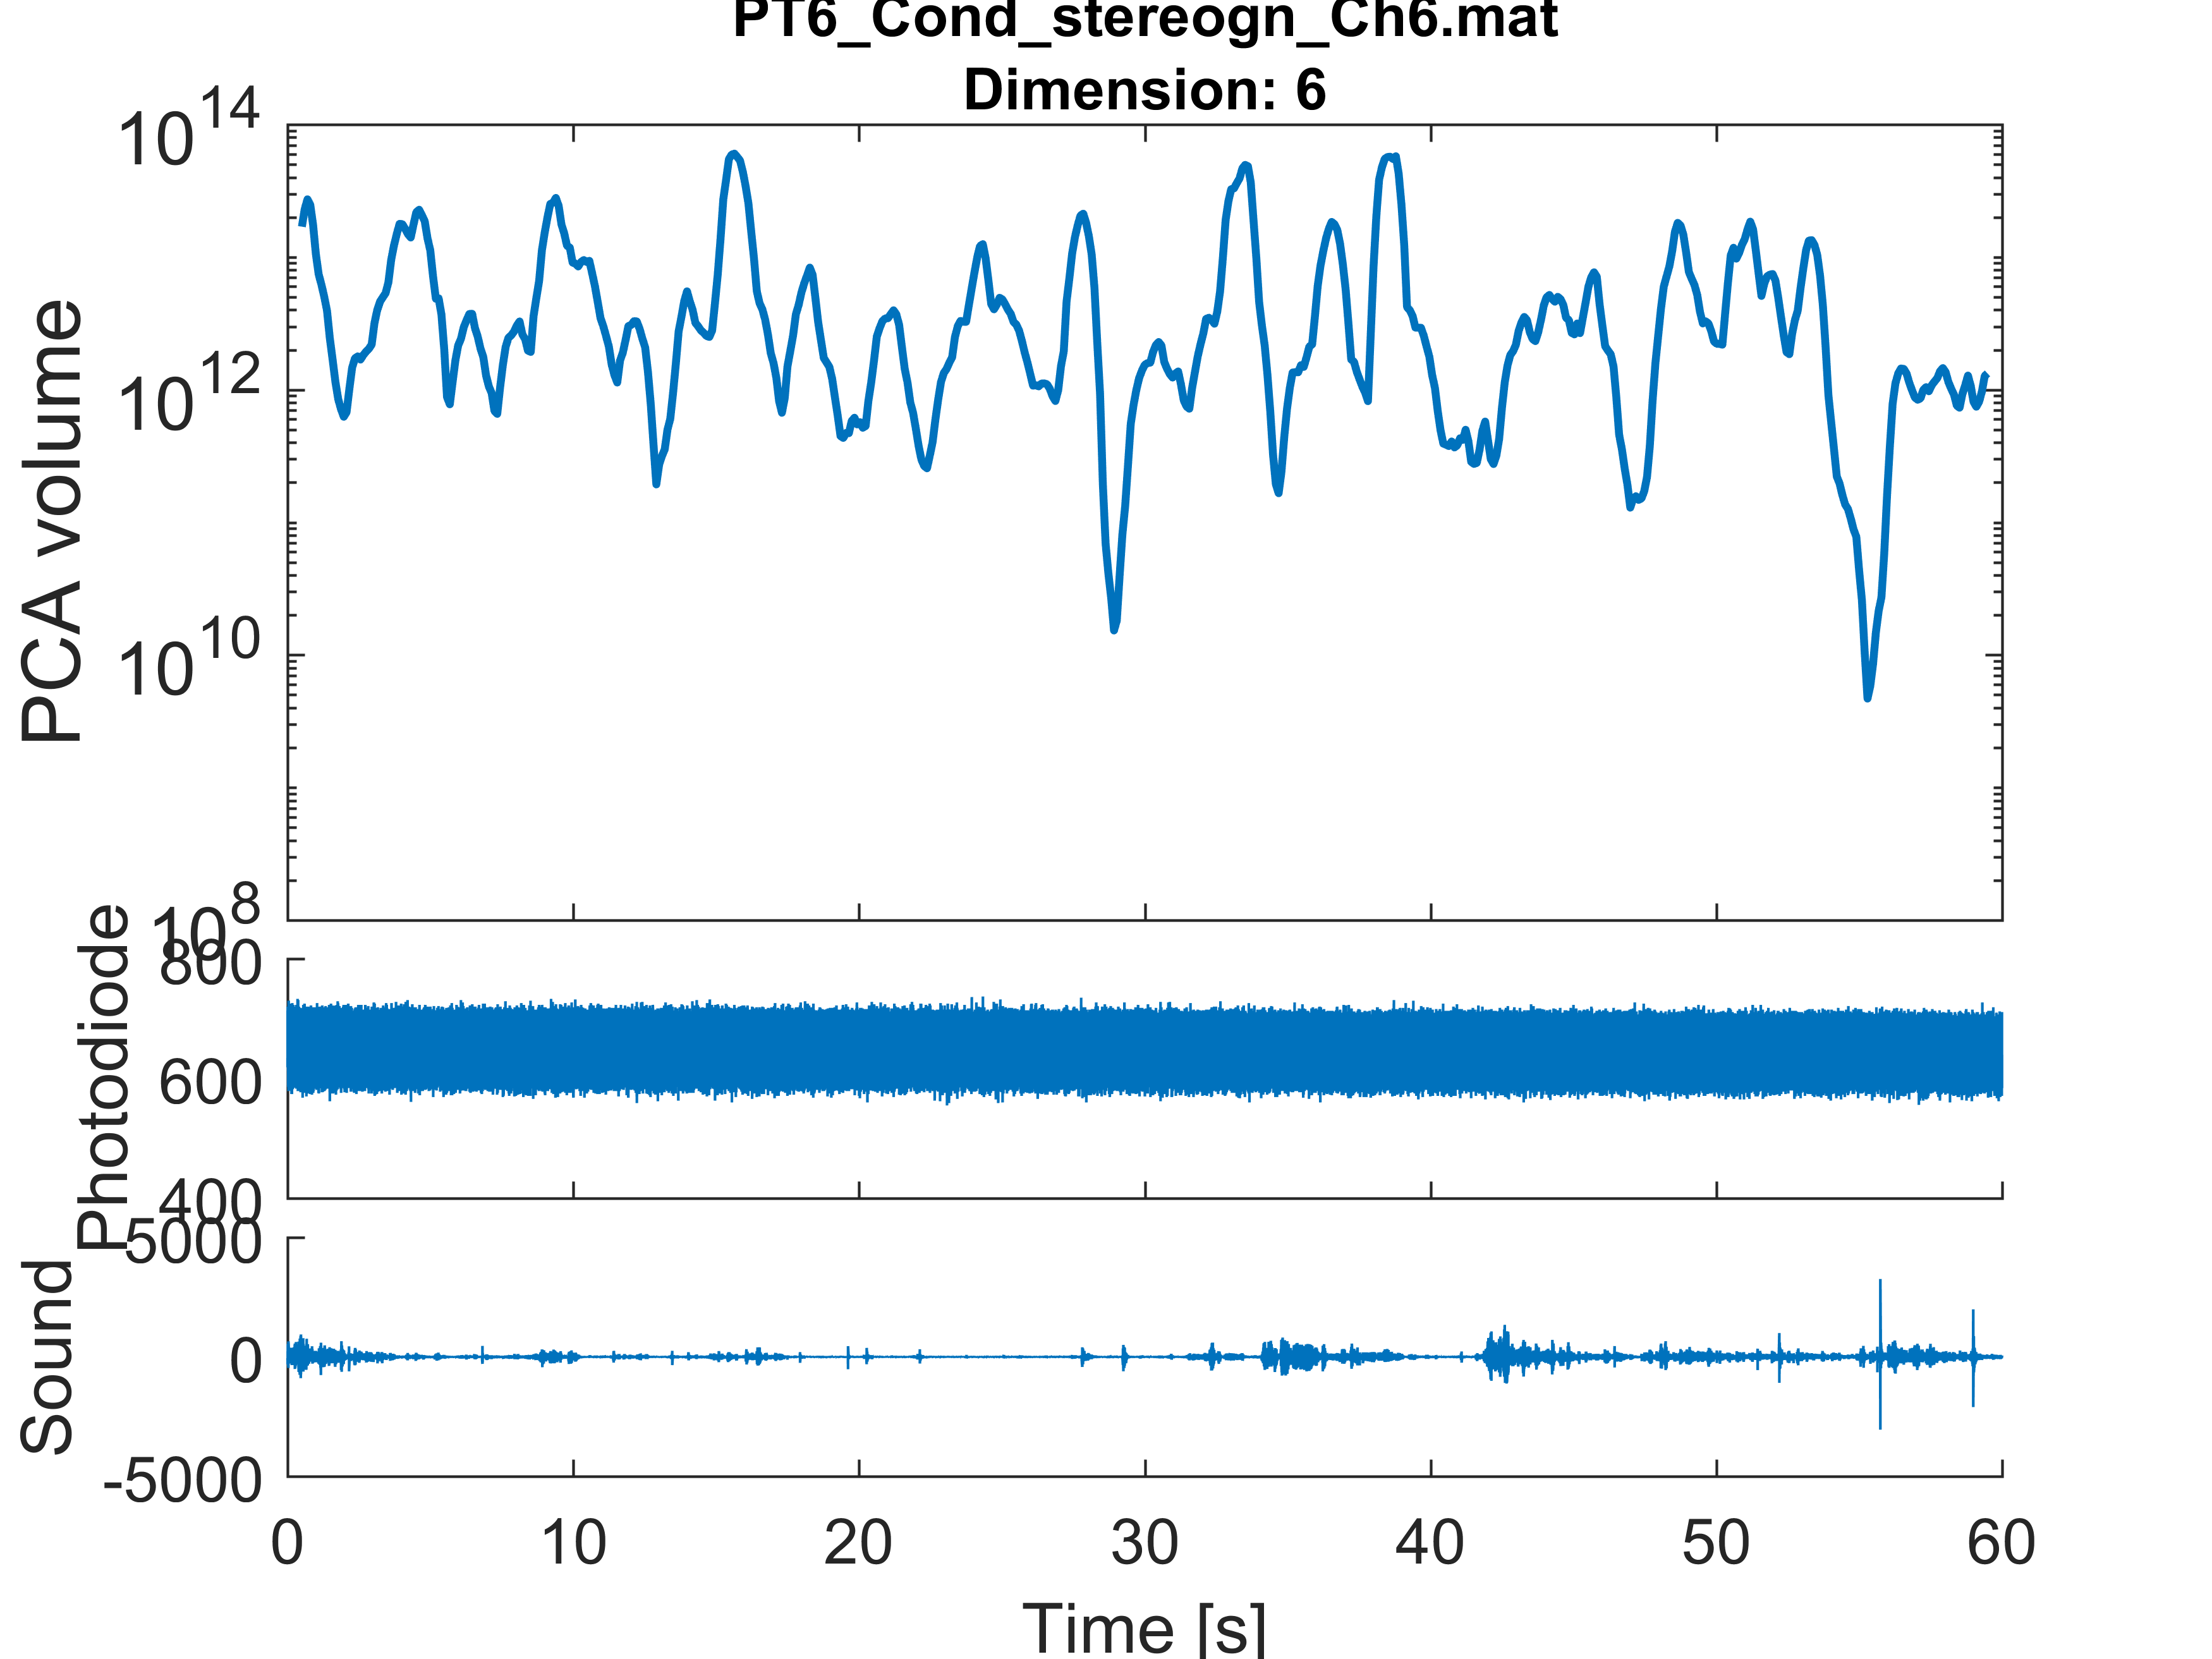 PT6_Cond_stereogn_Ch6.mat
Dimension: 6
PCA volume
10^14
10^12
10^10
10^8
Photodiode
800
600
400
Sound
5000
0
-5000
0 10 20 30 40 50 60
Time [s]